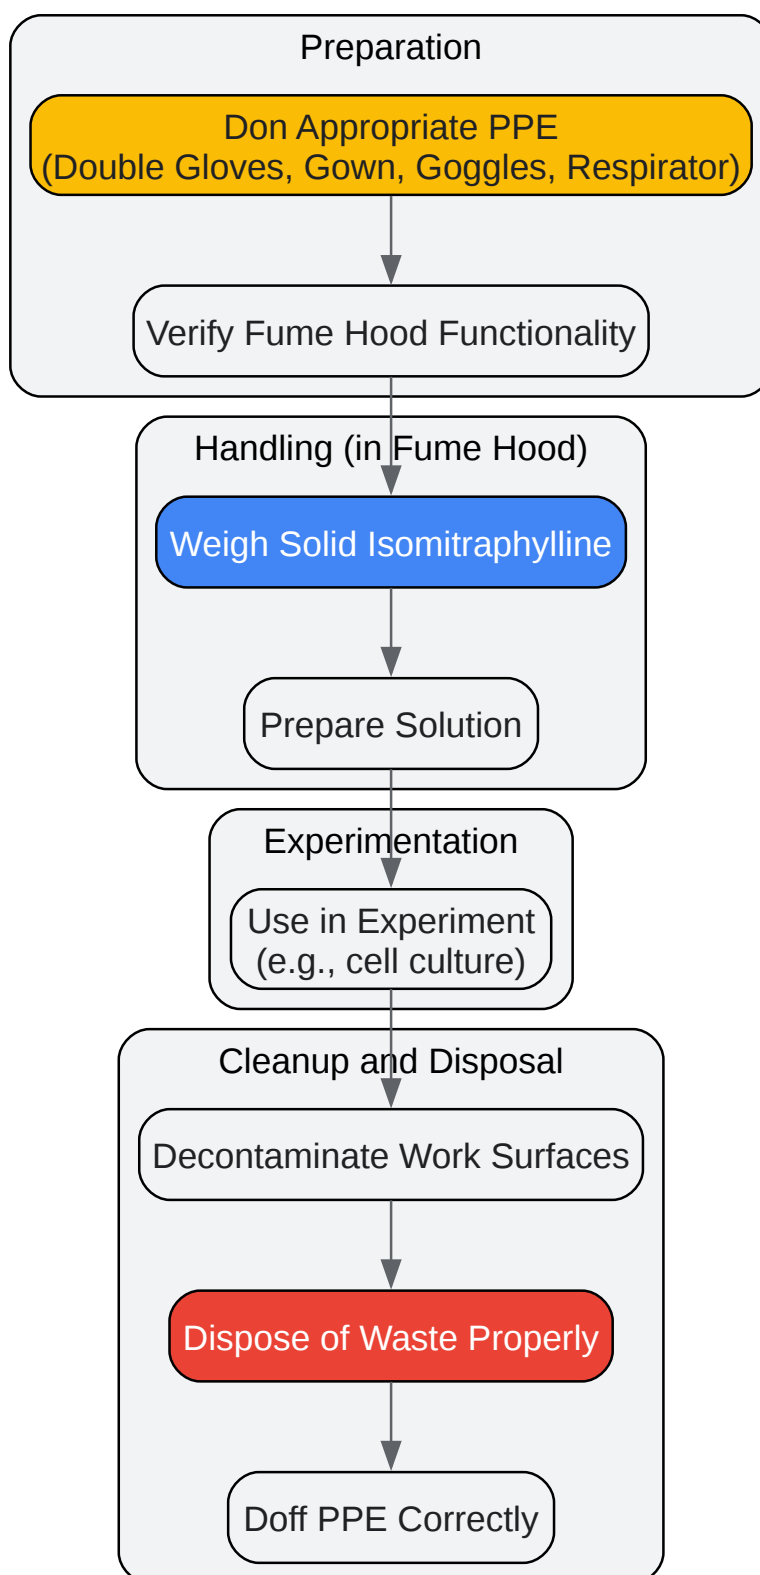 Preparation
Don Appropriate PPE
(Double Gloves, Gown, Goggles, Respirator)
Verify Fume Hood Functionality
Handling (in Fume Hood)
Weigh Solid Isomitraphylline
Prepare Solution
Experimentation
Use in Experiment
(e.g., cell culture)
Cleanup and Disposal
Decontaminate Work Surfaces
Dispose of Waste Properly
Doff PPE Correctly